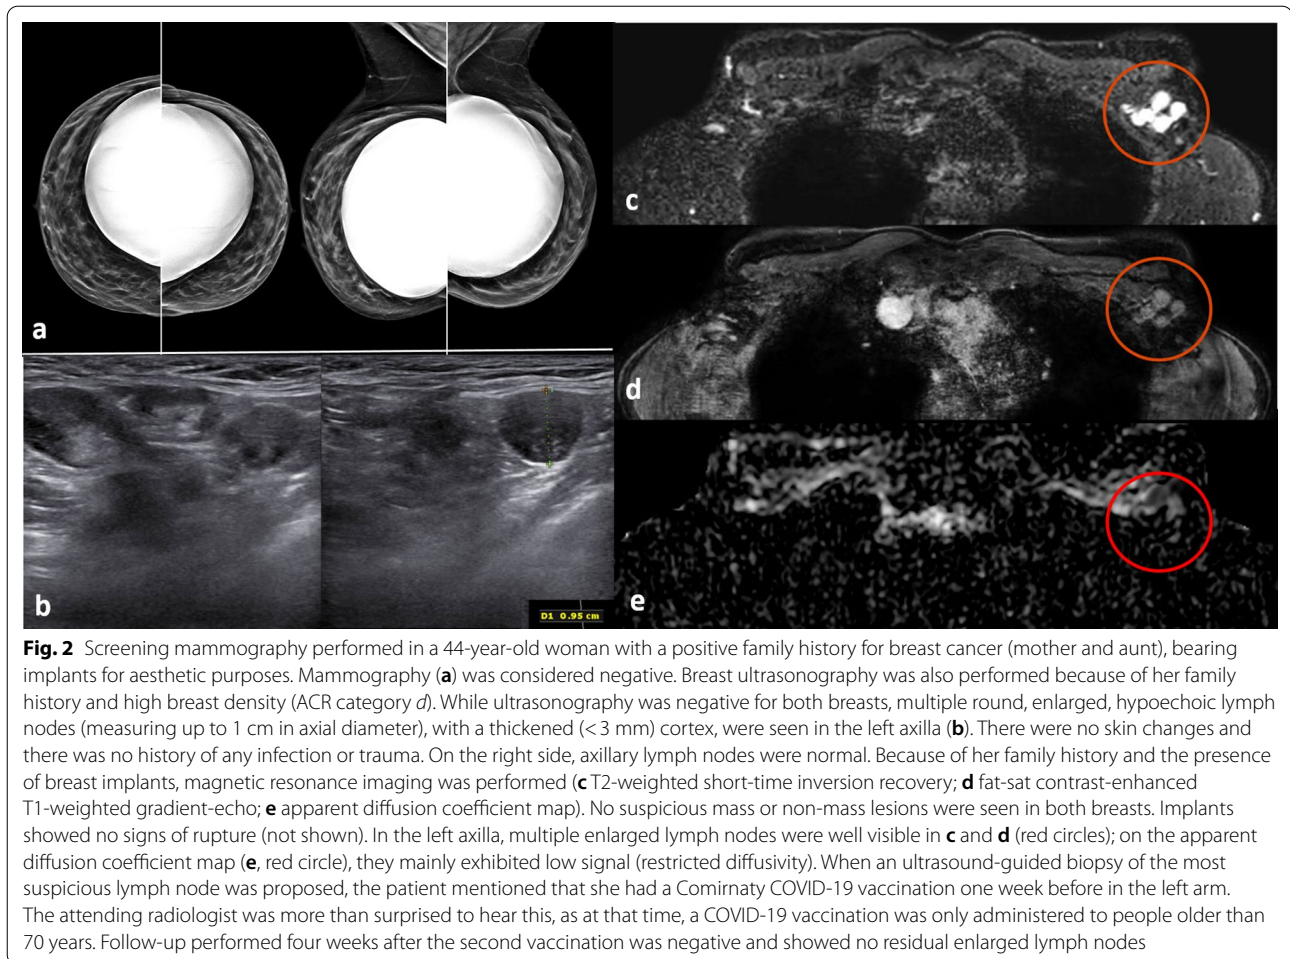 a
b
D1 0.95 cm
c
d
e
Fig. 2 Screening mammography performed in a 44-year-old woman with a positive family history for breast cancer (mother and aunt), bearing
implants for aesthetic purposes. Mammography (a) was considered negative. Breast ultrasonography was also performed because of her family
history and high breast density (ACR category d). While ultrasonography was negative for both breasts, multiple round, enlarged, hypoechoic lymph
nodes (measuring up to 1 cm in axial diameter), with a thickened (< 3 mm) cortex, were seen in the left axilla (b). There were no skin changes and
there was no history of any infection or trauma. On the right side, axillary lymph nodes were normal. Because of her family history and the presence
of breast implants, magnetic resonance imaging was performed (c T2-weighted short-time inversion recovery; d fat-sat contrast-enhanced
T1-weighted gradient-echo; e apparent diffusion coefficient map). No suspicious mass or non-mass lesions were seen in both breasts. Implants
showed no signs of rupture (not shown). In the left axilla, multiple enlarged lymph nodes were well visible in c and d (red circles); on the apparent
diffusion coefficient map (e, red circle), they mainly exhibited low signal (restricted diffusivity). When an ultrasound-guided biopsy of the most
suspicious lymph node was proposed, the patient mentioned that she had a Comirnaty COVID-19 vaccination one week before in the left arm.
The attending radiologist was more than surprised to hear this, as at that time, a COVID-19 vaccination was only administered to people older than
70 years. Follow-up performed four weeks after the second vaccination was negative and showed no residual enlarged lymph nodes